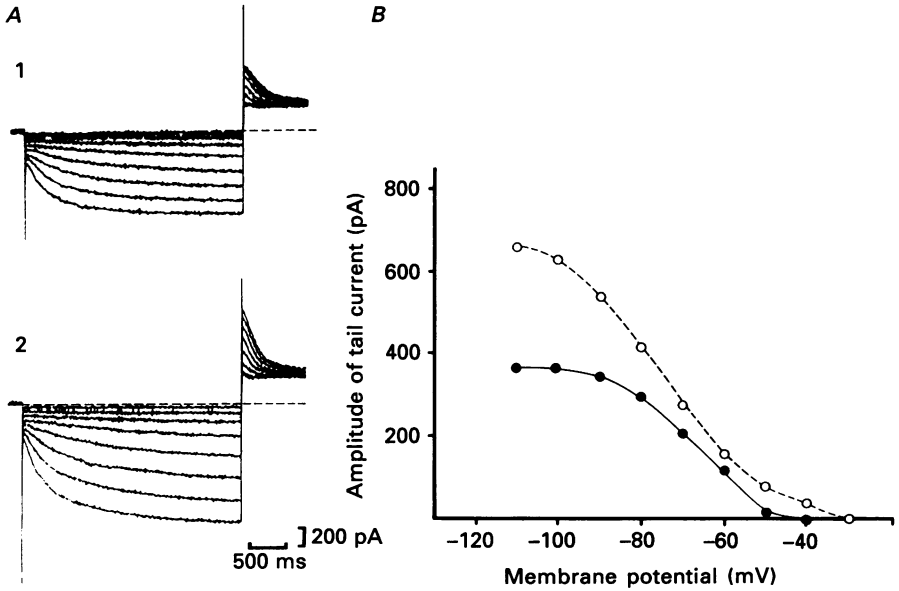 A
1
2
200 pA
500 ms
B
Amplitude of tail current (pA)
800
600
400
200
−120 −100 −80 −60 −40
Membrane potential (mV)